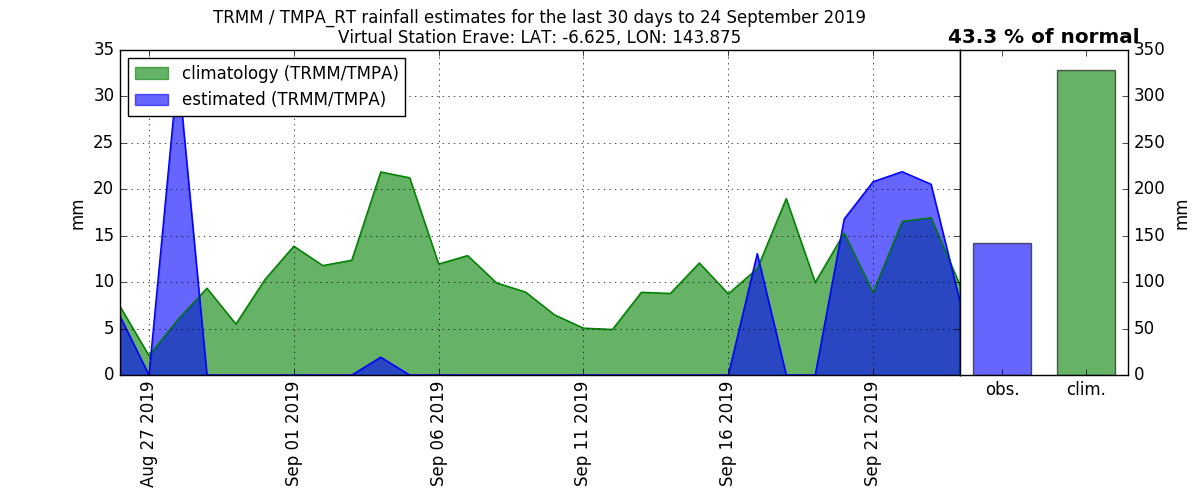 TRMM / TMPA_RT rainfall estimates for the last 30 days to 24 September 2019
Virtual Station Erave: LAT: -6.625, LON: 143.875
43.3 % of normal
climatology (TRMM/TMPA)
estimated (TRMM/TMPA)
35
30
25
20
15
10
5
0
mm
Aug 27 2019
Sep 01 2019
Sep 06 2019
Sep 11 2019
Sep 16 2019
Sep 21 2019
350
300
250
200
150
100
50
0
mm
obs.
clim.